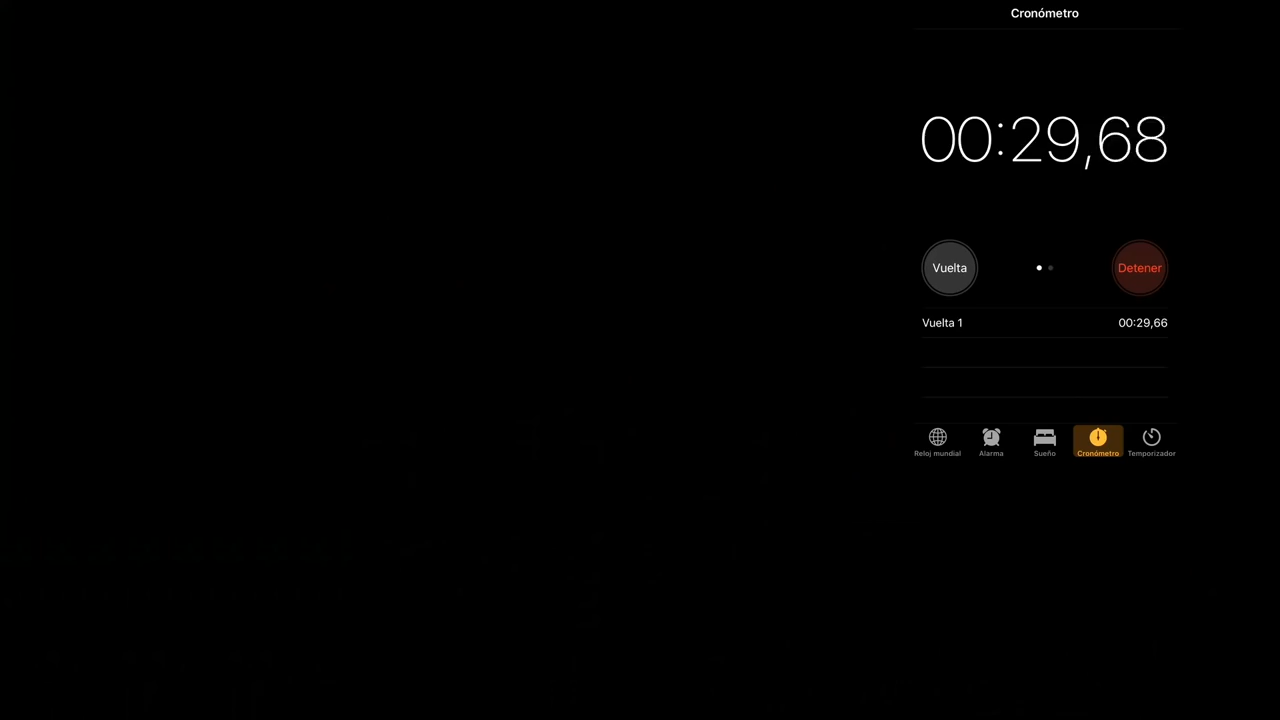 Cronómetro
00:29,68
Vuelta
Detener
Vuelta 1 00:29,66
Reloj mundial Alarma Sueño Cronómetro Temporizador